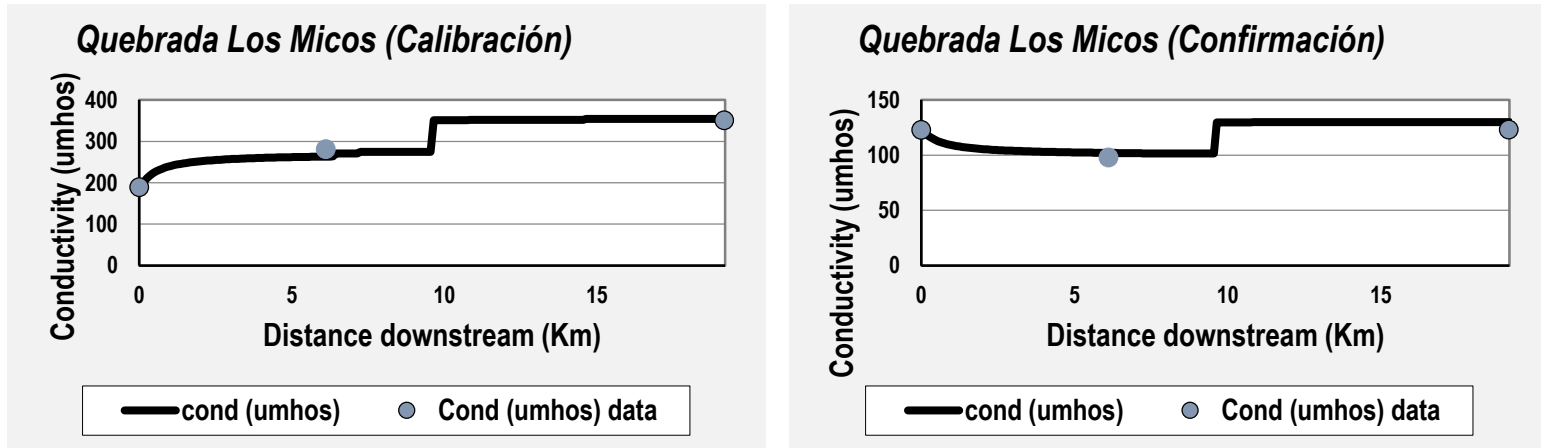 Quebrada Los Micos (Calibración)
Conductivity (umhos)
400
300
200
100
0
0 5 10 15
Distance downstream (Km)
cond (umhos) Cond (umhos) data
Quebrada Los Micos (Confirmación)
Conductivity (umhos)
150
100
50
0
0 5 10 15
Distance downstream (Km)
cond (umhos) Cond (umhos) data